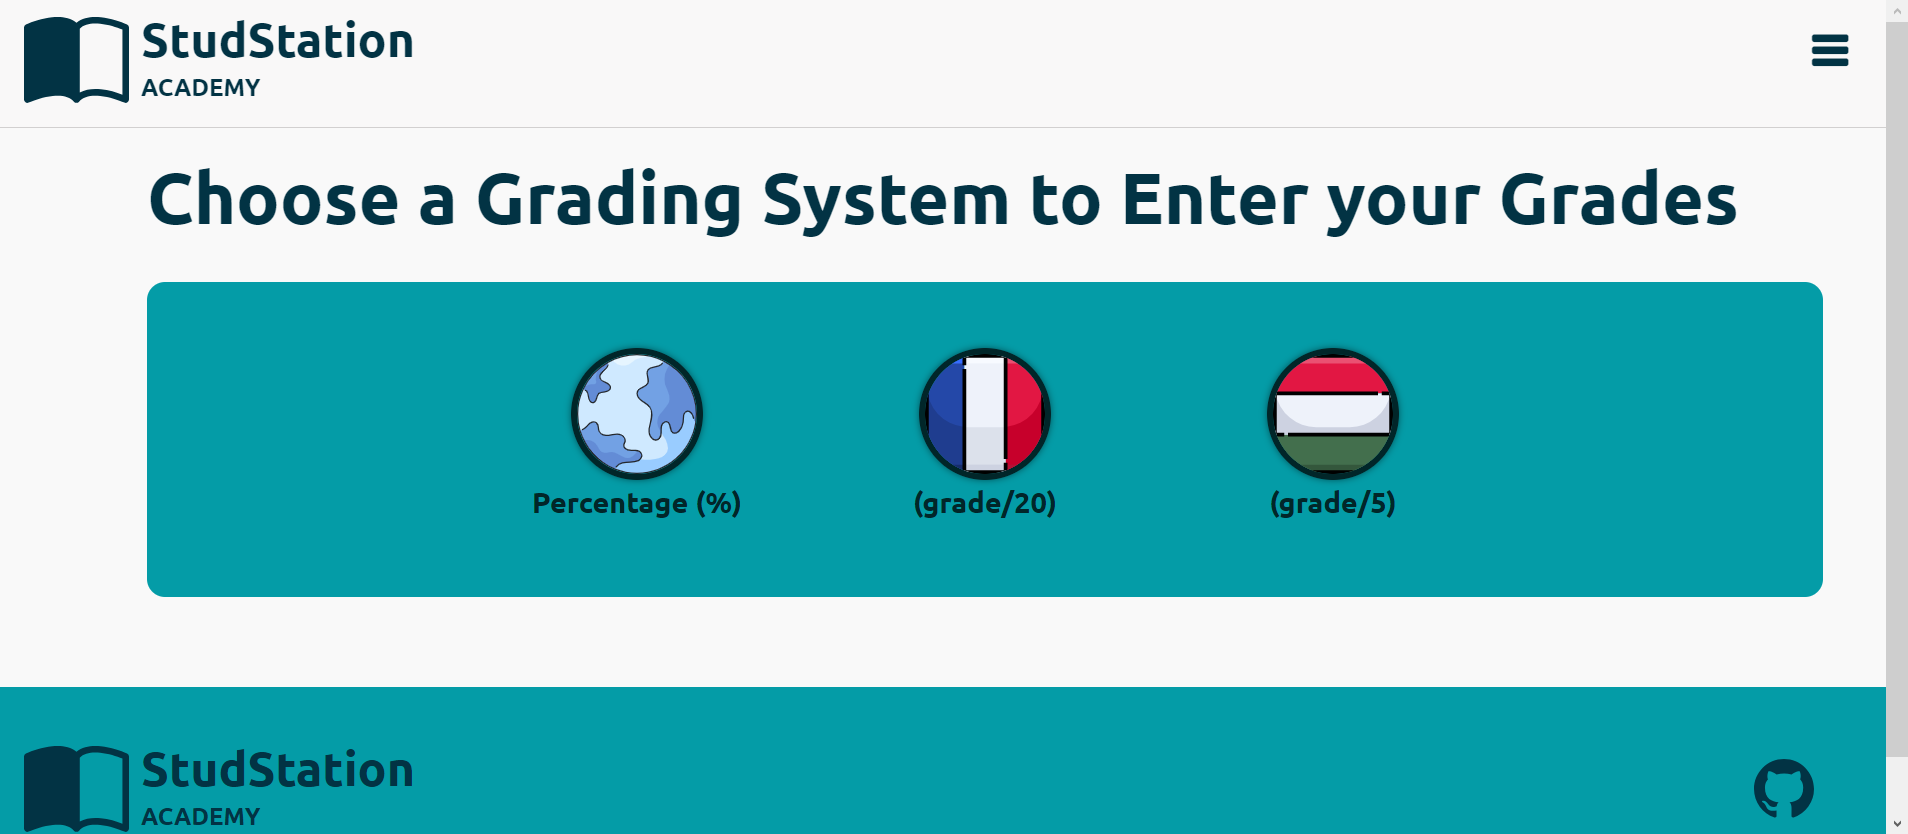 StudStation
ACADEMY
Choose a Grading System to Enter your Grades
Percentage (%)
(grade/20)
(grade/5)
StudStation
ACADEMY